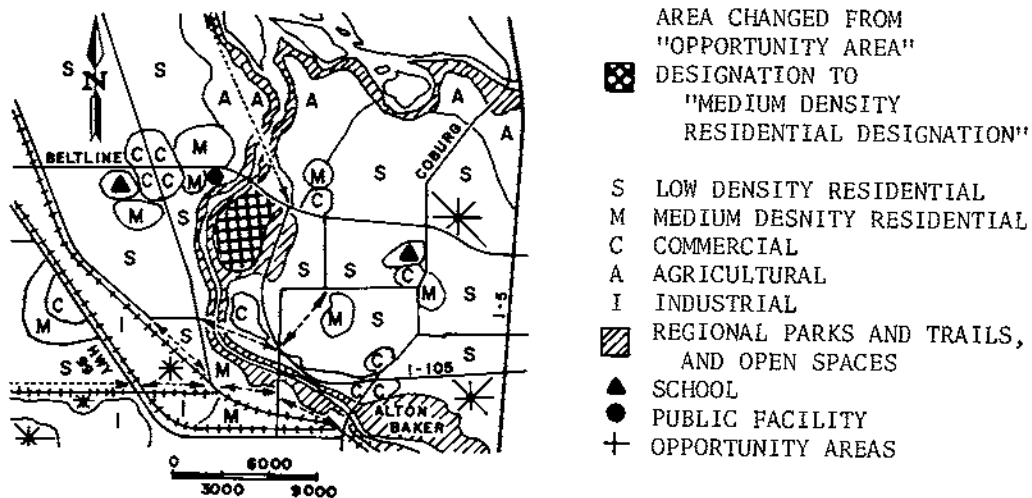 S
S
N
A
A
A
A
A
C
C
M
BELTLINE
COBURG
C
C
M
M
S
S
M
C
S
S
M
S
S
S
S
C
M
S
C
C
M
I
M
S
I-5
S
HWY
99
S
M
I-105
S
C
C
C
I
I
M
ALTON
BAKER
0 6000
3000 9000
AREA CHANGED FROM
"OPPORTUNITY AREA"
DESIGNATION TO
"MEDIUM DENSITY
RESIDENTIAL DESIGNATION"
S LOW DENSITY RESIDENTIAL
M MEDIUM DESNITY RESIDENTIAL
C COMMERCIAL
A AGRICULTURAL
I INDUSTRIAL
REGIONAL PARKS AND TRAILS,
AND OPEN SPACES
SCHOOL
PUBLIC FACILITY
OPPORTUNITY AREAS